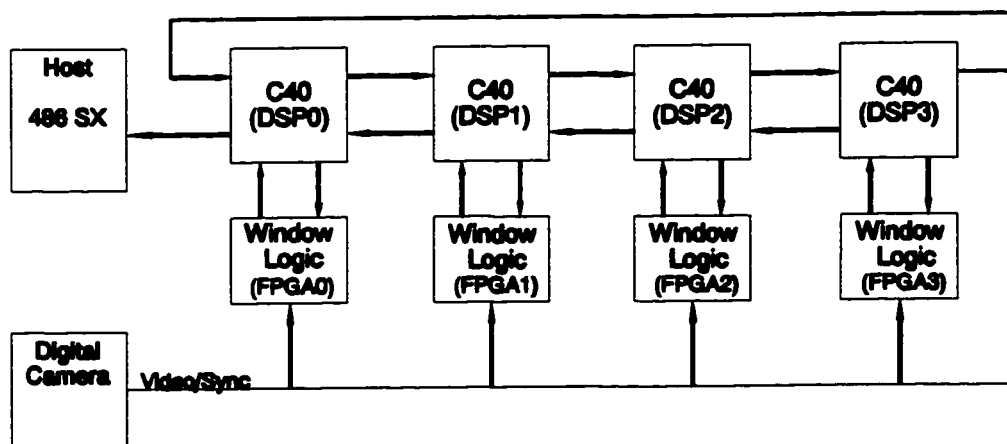 Host
486 SX
C40
(DSP0)
C40
(DSP1)
C40
(DSP2)
C40
(DSP3)
Window
Logic
(FPGA0)
Window
Logic
(FPGA1)
Window
Logic
(FPGA2)
Window
Logic
(FPGA3)
Digital
Camera
Video/Sync